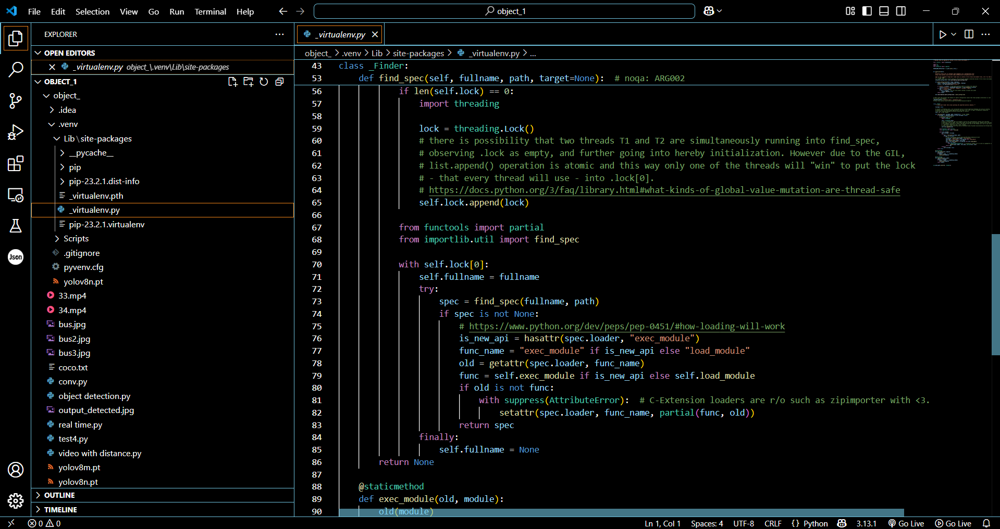 File Edit Selection View Go Run Terminal Help
object_1
EXPLORER
OPEN EDITORS
_virtualenv.py object_\.venv\Lib\site-packages
OBJECT_1
object_
.idea
.venv
Lib\site-packages
__pycache__
pip
pip-23.2.1.dist-info
_virtualenv.pth
_virtualenv.py
pip-23.2.1.virtualenv
Scripts
.gitignore
pyvenv.cfg
yolov8n.pt
33.mp4
34.mp4
bus.jpg
bus2.jpg
bus3.jpg
coco.txt
conv.py
object detection.py
output_detected.jpg
real time.py
test4.py
video with distance.py
yolov8m.pt
yolov8n.pt
OUTLINE
TIMELINE
Json
_virtualenv.py
object_ > .venv > Lib > site-packages > _virtualenv.py > ...
43 class _Finder:
53 def find_spec(self, fullname, path, target=None): # noqa: ARG002
56 if len(self.lock) == 0:
57 import threading
58
59 lock = threading.Lock()
60 # there is possibility that two threads T1 and T2 are simultaneously running into find_spec,
61 # observing .lock as empty, and further going into hereby initialization. However due to the GIL,
62 # list.append() operation is atomic and this way only one of the threads will "win" to put the lock
63 # - that every thread will use - into .lock[0].
64 # https://docs.python.org/3/faq/library.html#what-kinds-of-global-value-mutation-are-thread-safe
65 self.lock.append(lock)
66
67 from functools import partial
68 from importlib.util import find_spec
69
70 with self.lock[0]:
71 self.fullname = fullname
72 try:
73 spec = find_spec(fullname, path)
74 if spec is not None:
75 # https://www.python.org/dev/peps/pep-0451/#how-loading-will-work
76 is_new_api = hasattr(spec.loader, "exec_module")
77 func_name = "exec_module" if is_new_api else "load_module"
78 old = getattr(spec.loader, func_name)
79 func = self.exec_module if is_new_api else self.load_module
80 if old is not func:
81 with suppress(AttributeError): # C-Extension loaders are r/o such as zipimporter with <3.
82 setattr(spec.loader, func_name, partial(func, old))
83 return spec
84 finally:
85 self.fullname = None
86 return None
87
88 @staticmethod
89 def exec_module(old, module):
90 old(module)
0 0
Ln 1, Col 1 Spaces: 4 UTF-8 CRLF {} Python 3.13.1 Go Live Go Live